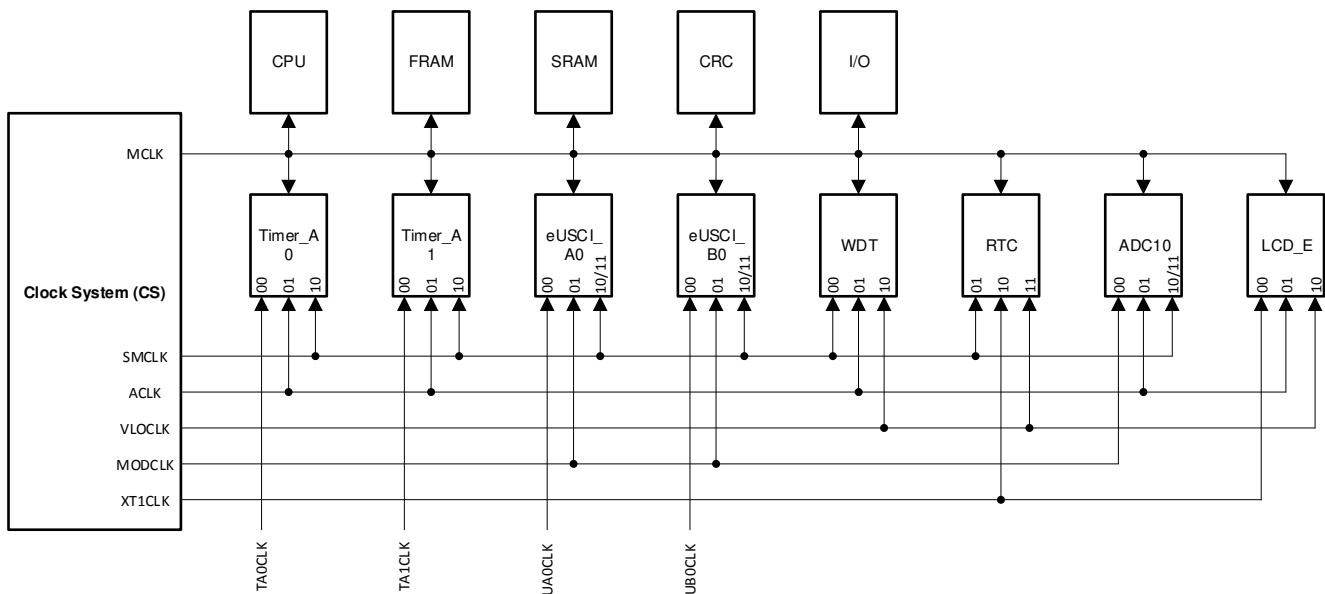 CPU
FRAM
SRAM
CRC
I/O
MCLK
Timer_A
0
00
01
10
Timer_A
1
00
01
10
eUSCI_
A0
00
01
10/11
eUSCI_
B0
00
01
10/11
WDT
00
01
10
RTC
01
10
11
ADC10
00
01
10/11
LCD_E
00
01
10
Clock System (CS)
SMCLK
ACLK
VLOCLK
MODCLK
XT1CLK
TA0CLK
TA1CLK
UA0CLK
UB0CLK